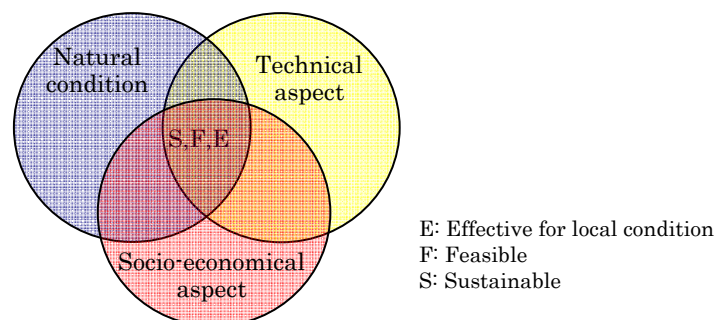 Natural
condition
Technical
aspect
S,F,E
Socio-economical
aspect
E: Effective for local condition
F: Feasible
S: Sustainable